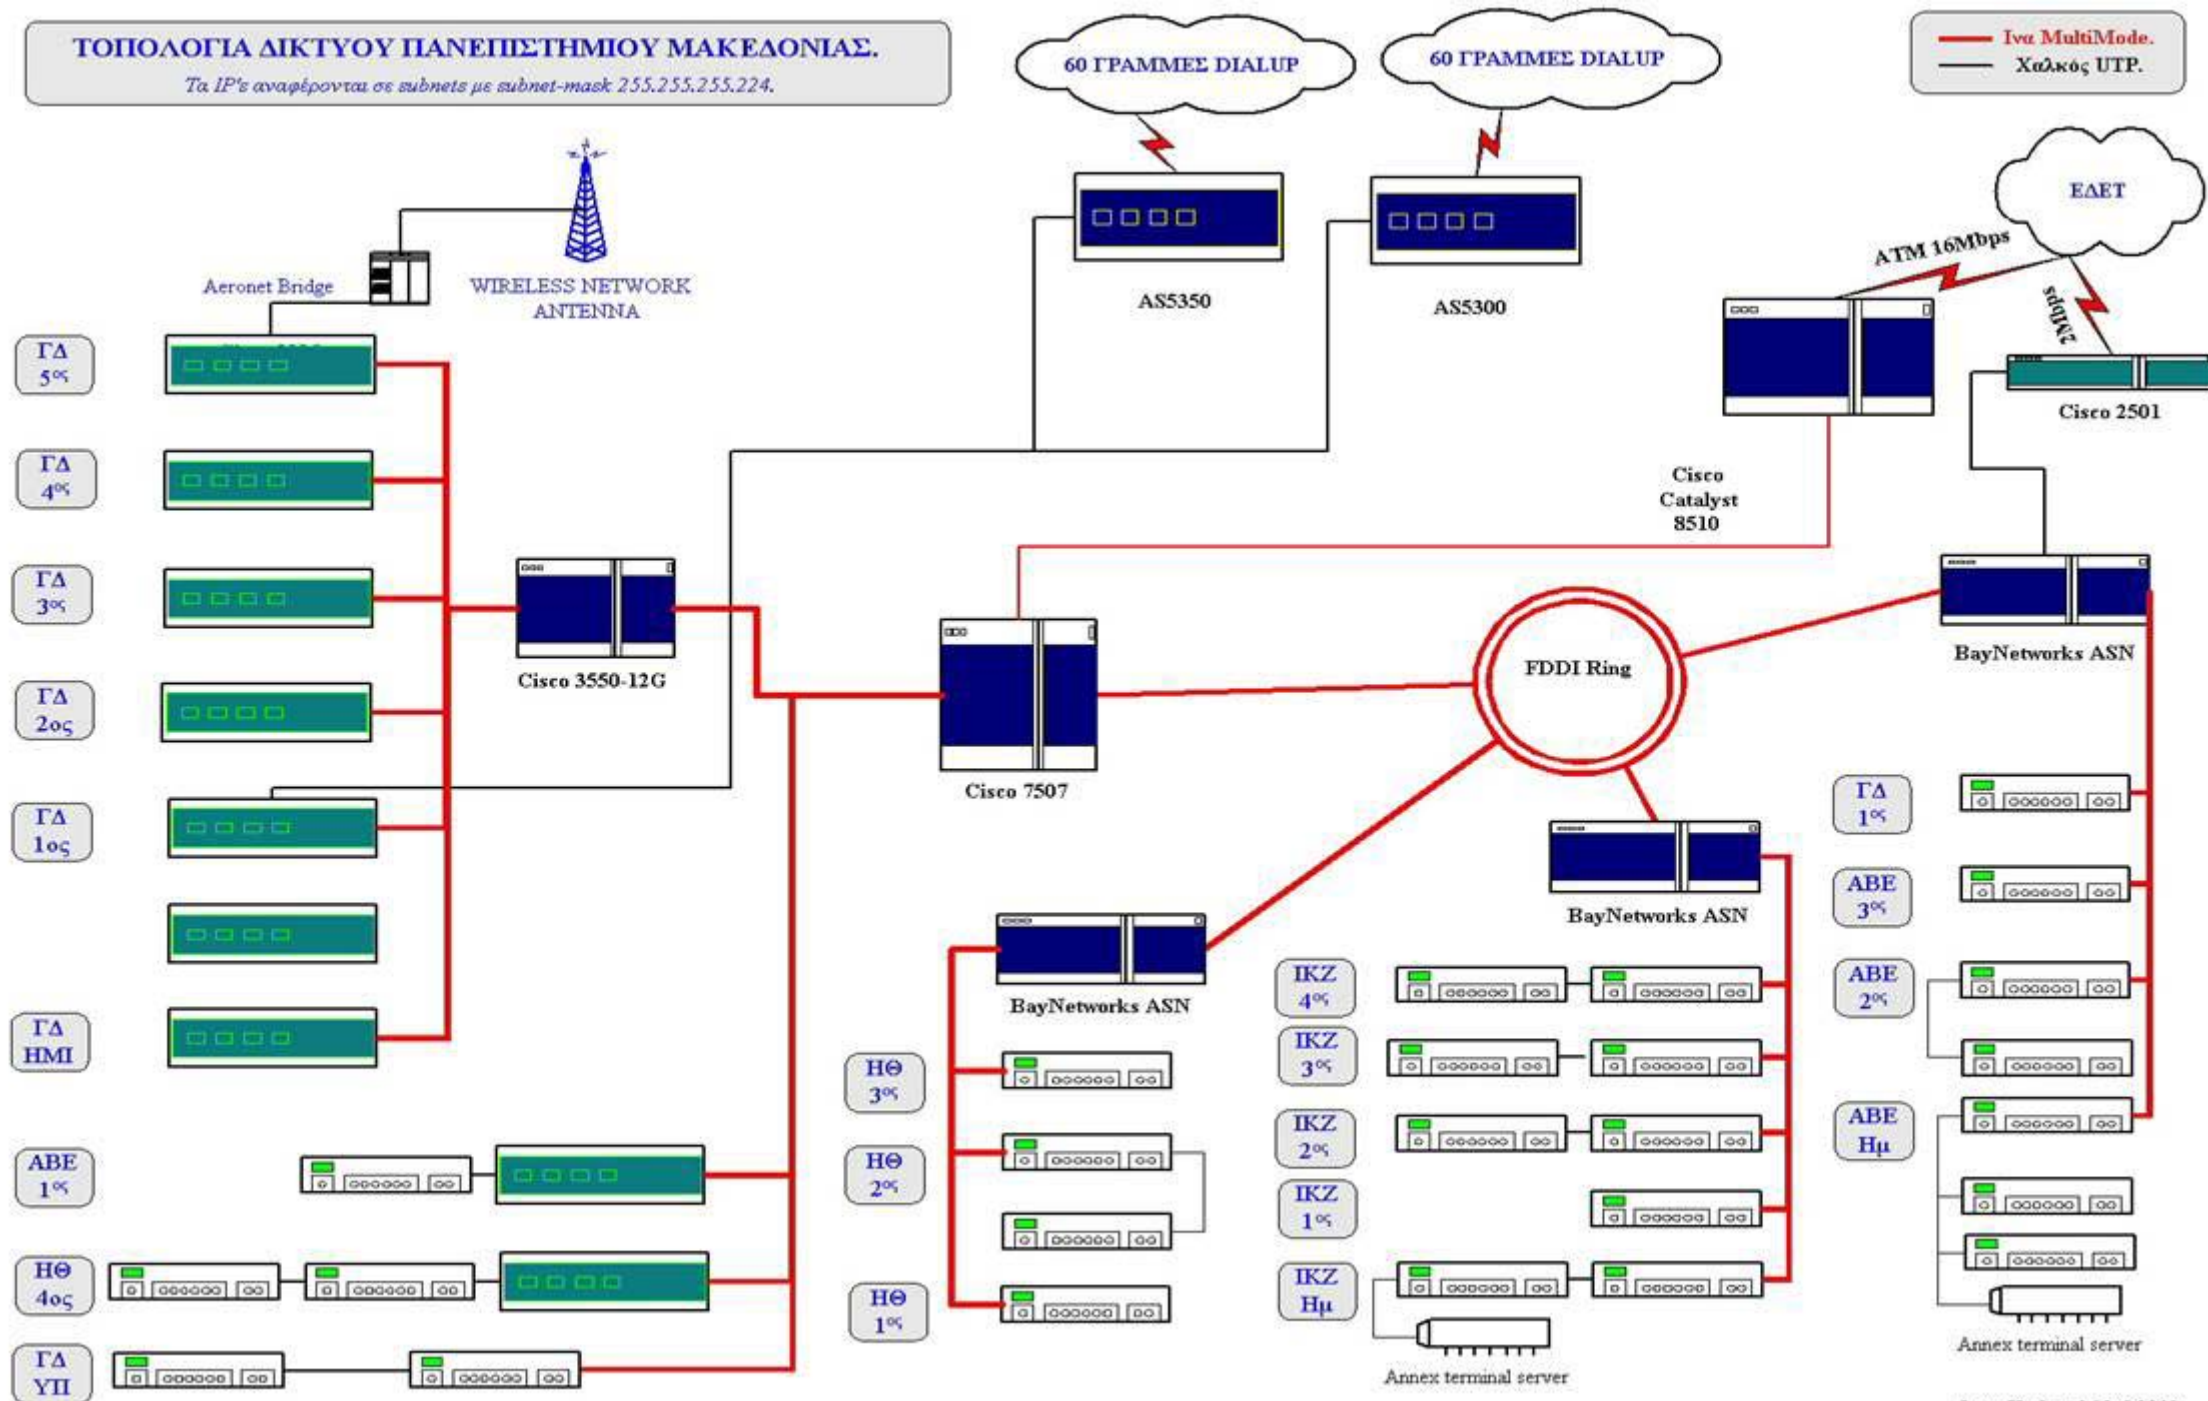 ΤΟΠΟΛΟΓΙΑ ΔΙΚΤΥΟΥ ΠΑΝΕΠΙΣΤΗΜΙΟΥ ΜΑΚΕΔΟΝΙΑΣ.
Τα IP's αναφέρονται σε subnets με subnet-mask 255.255.255.224.
60 ΓΡΑΜΜΕΣ DIALUP
60 ΓΡΑΜΜΕΣ DIALUP
Ινα MultiMode.
Χαλκός UTP.
ΕΔΕΤ
ATM 16Mbps
2Mbps
Aeronet Bridge
WIRELESS NETWORK
ANTENNA
AS5350
AS5300
Cisco 2501
Cisco
Catalyst
8510
ΓΔ
5ος
ΓΔ
4ος
ΓΔ
3ος
ΓΔ
2ος
ΓΔ
1ος
ΓΔ
ΗΜΙ
Cisco 3550-12G
Cisco 7507
FDDI Ring
BayNetworks ASN
BayNetworks ASN
BayNetworks ASN
ΑΒΕ
1ος
ΗΘ
4ος
ΓΔ
ΥΠ
ΗΘ
3ος
ΗΘ
2ος
ΗΘ
1ος
ΙΚΖ
4ος
ΙΚΖ
3ος
ΙΚΖ
2ος
ΙΚΖ
1ος
ΙΚΖ
Ημ
Annex terminal server
ΓΔ
1ος
ΑΒΕ
3ος
ΑΒΕ
2ος
ΑΒΕ
Ημ
Annex terminal server